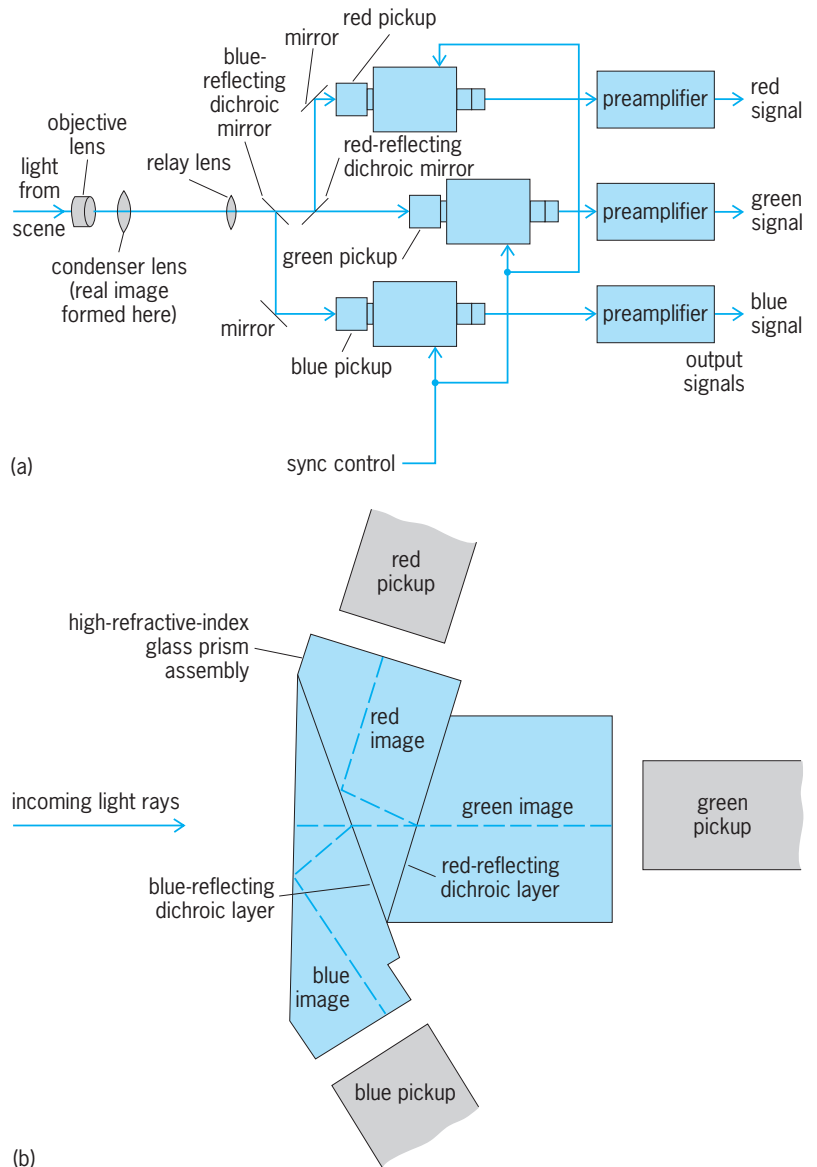 red pickup
mirror
blue-
reflecting
dichroic
mirror
objective
lens
relay lens
red-reflecting
dichroic mirror
light from
scene
condenser lens
(real image
formed here)
mirror
green pickup
blue pickup
preamplifier
red
signal
preamplifier
green
signal
preamplifier
blue
signal
output
signals
sync control
(a)
red
pickup
high-refractive-index
glass prism
assembly
red
image
incoming light rays
green image
green
pickup
red-reflecting
dichroic layer
blue-reflecting
dichroic layer
blue
image
blue pickup
(b)